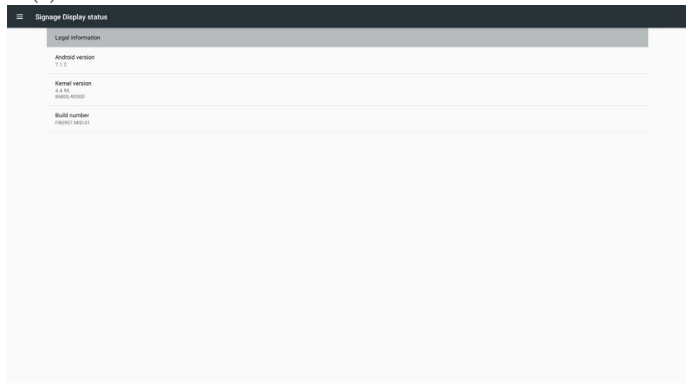 Signage Display status
Legal information
Android version
7.1.2
Kernel version
4.4.55
Build number